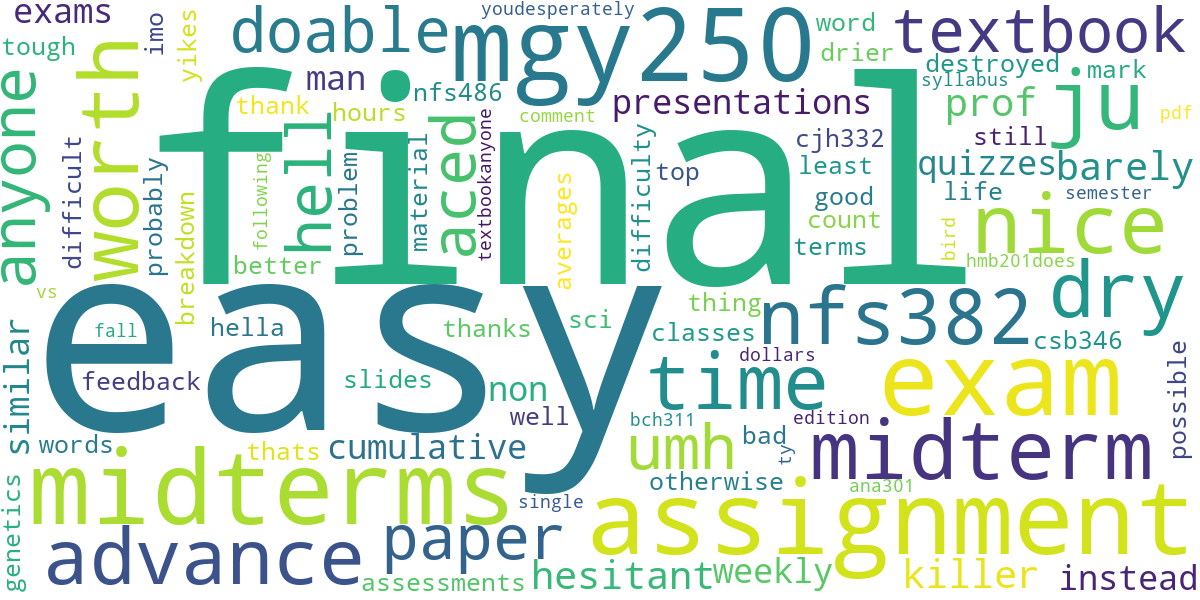 exams
imo
yikes
doable
youdesperately
mgy250
word
drier
textbook
tough
man
nfs486
destroyed
mark
syllabus
anyone
worth
thank
hours
hell
aced
comment
presentations
prof
ju
pdf
final
cjh332
still
difficult
probably
breakdown
following
problem
material
textbookanyone
averages
difficulty
top
least
good
count
terms
quizzes
barely
life
semester
bird
nice
hmb201does
better
vs
fall
hella
easy
thanks
sci
thing
classes
nfs382
dry
csb346
dollars
similar
feedback
slides
non
well
time
exam
possible
words
thats
cumulative
bch311
umh
bad
ty
edition
midterm
otherwise
ana301
genetics
midterms
single
assignment
advance
paper
assessments
hesitant
weekly
killer
instead